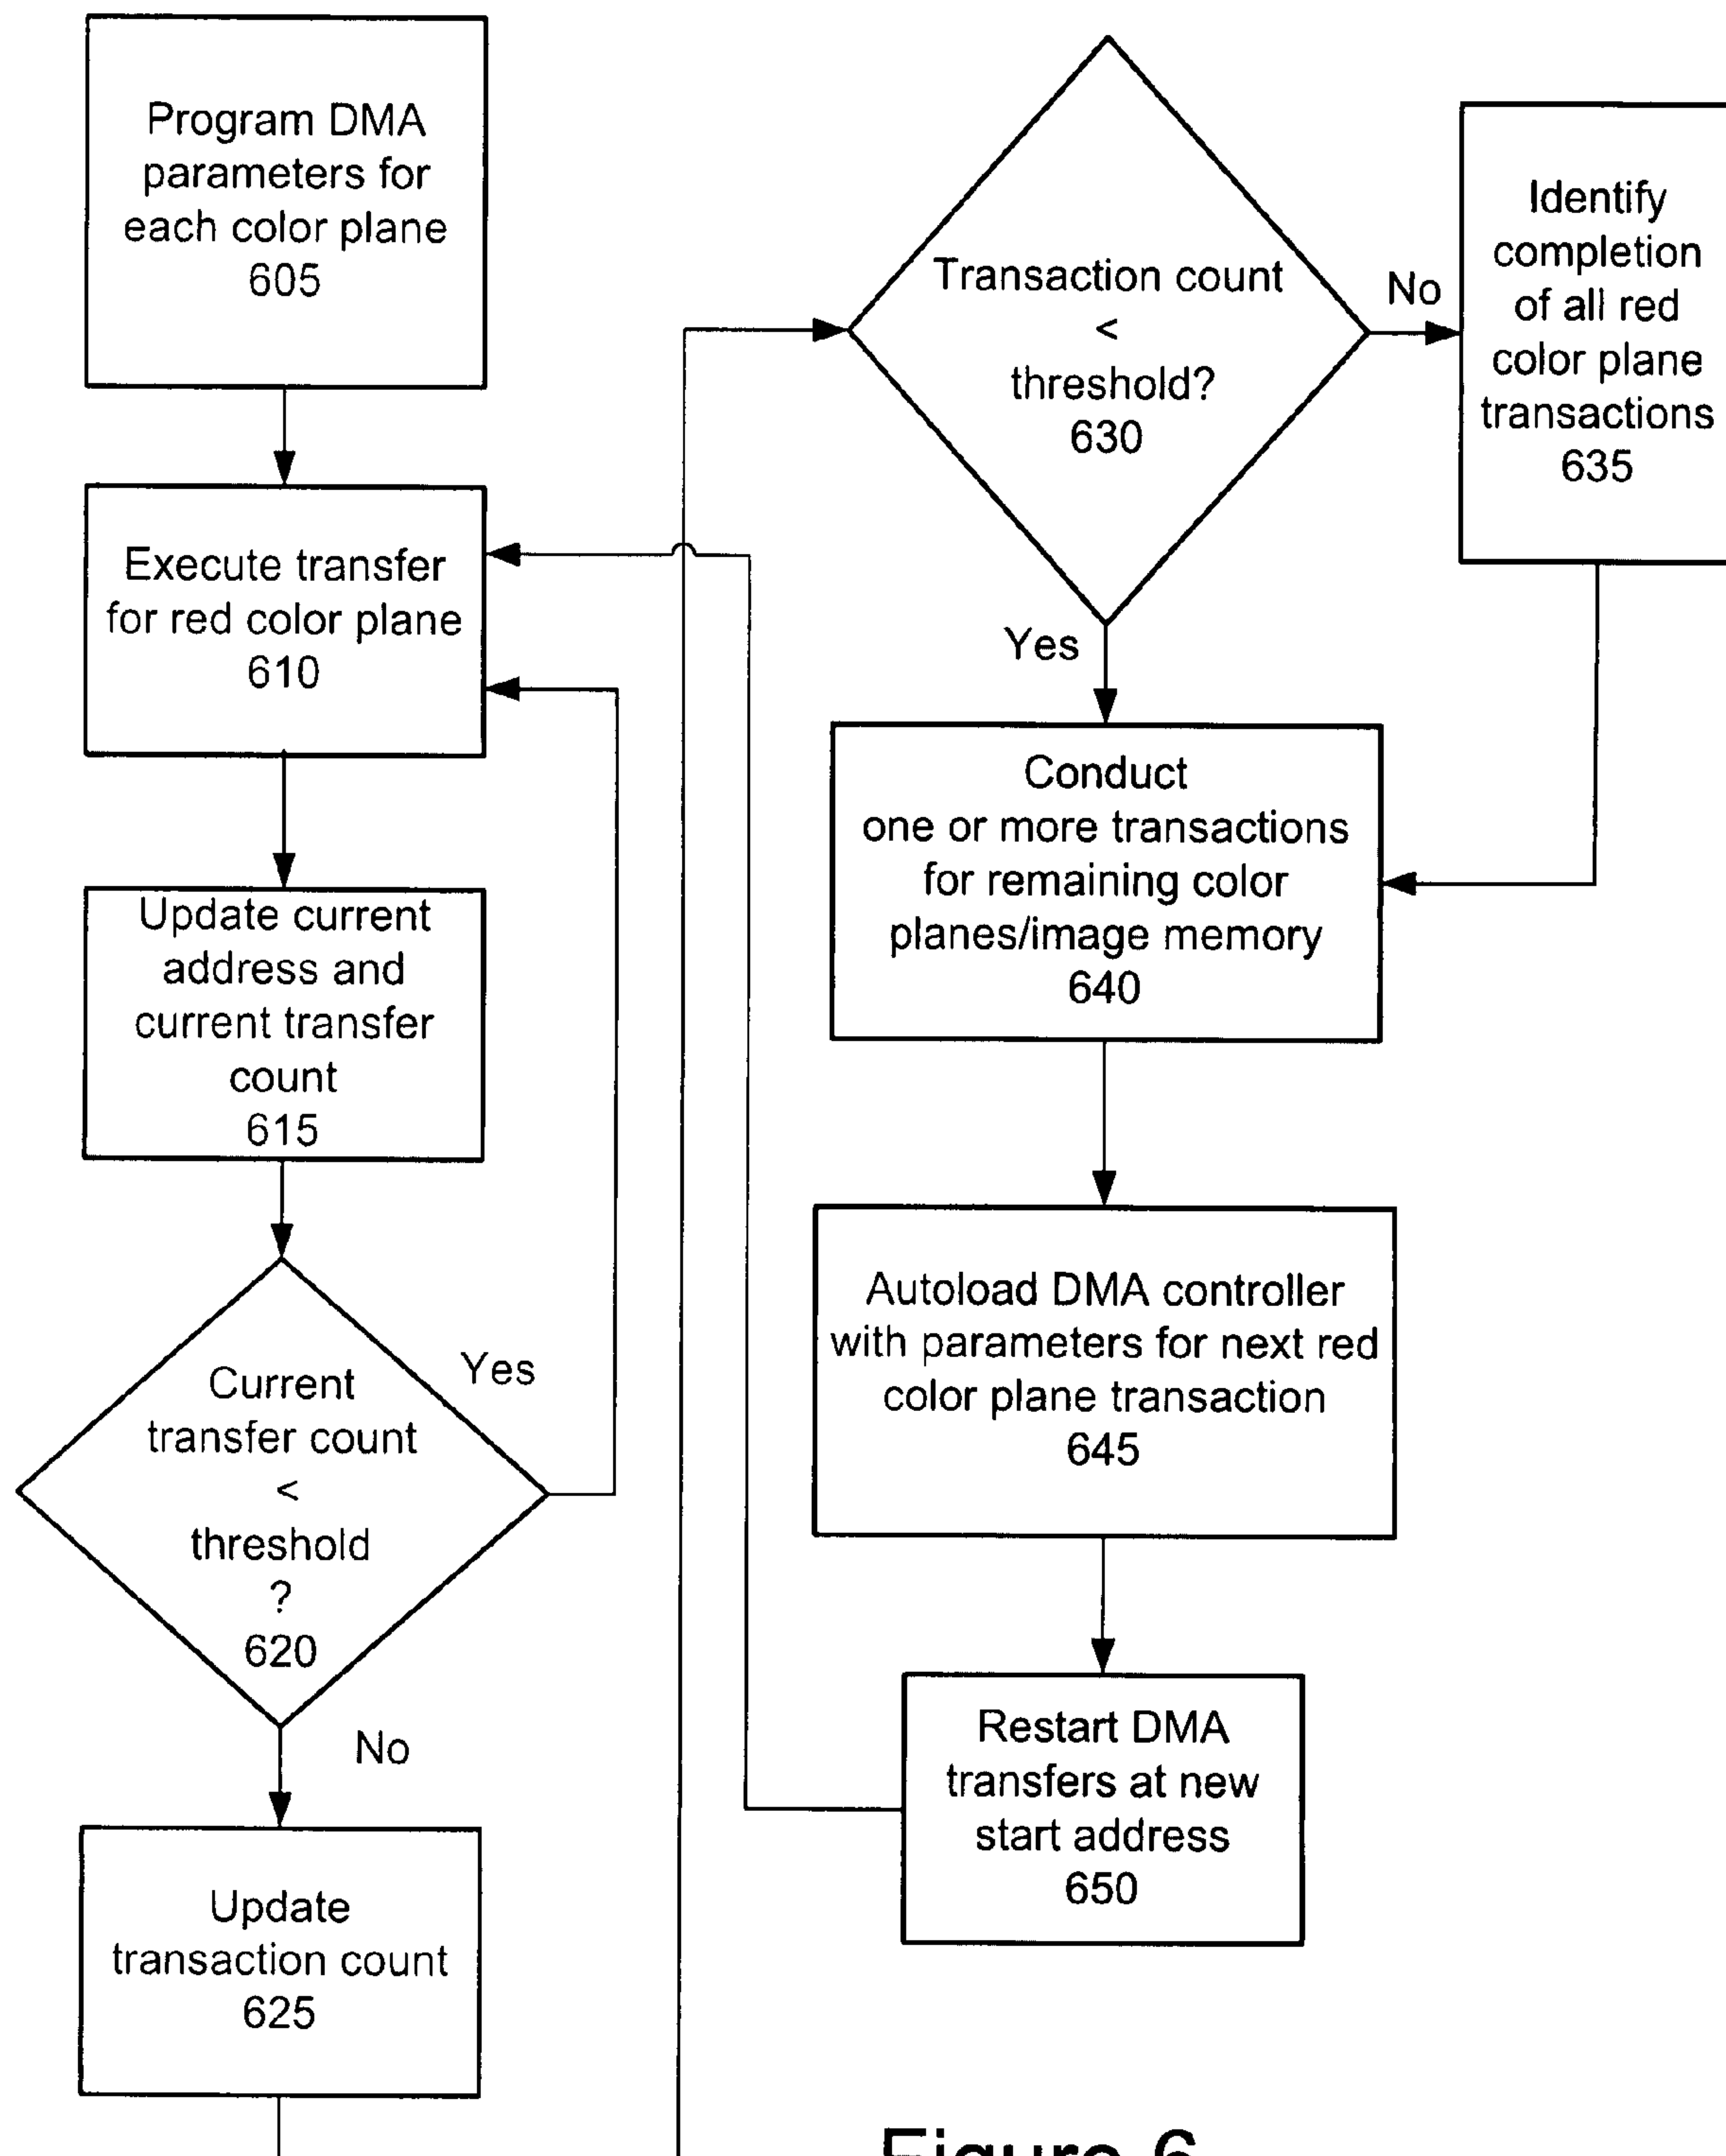 Program DMA
parameters for
each color plane
605
Execute transfer
for red color plane
610
Update current
address and
current transfer
count
615
Current
transfer count
<
threshold
?
620
Yes
No
Update
transaction count
625
Transaction count
<
threshold?
630
No
Yes
Identify
completion
of all red
color plane
transactions
635
Conduct
one or more transactions
for remaining color
planes/image memory
640
Autoload DMA controller
with parameters for next red
color plane transaction
645
Restart DMA
transfers at new
start address
650
Figure 6